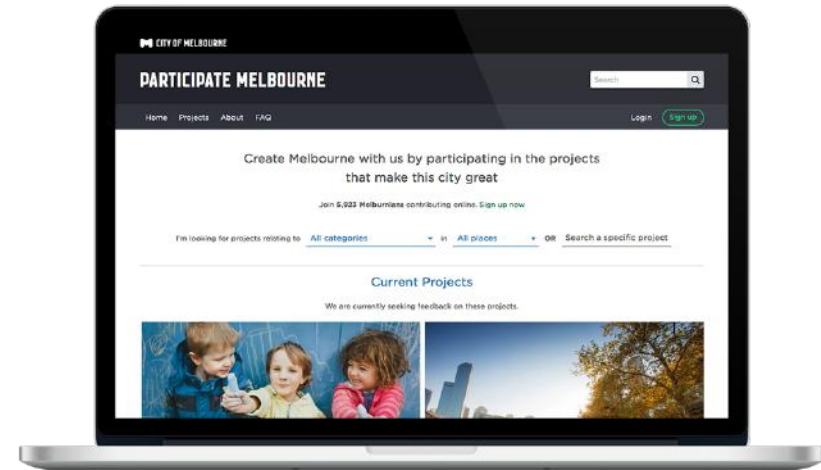 CITY OF MELBOURNE
PARTICIPATE MELBOURNE
Search
Home Projects About FAQ
Login Sign up
Create Melbourne with us by participating in the projects
that make this city great
Join 5,923 Melburnians contributing online. Sign up now
I'm looking for projects relating to All categories in All places OR Search a specific project
Current Projects
We are currently seeking feedback on these projects.